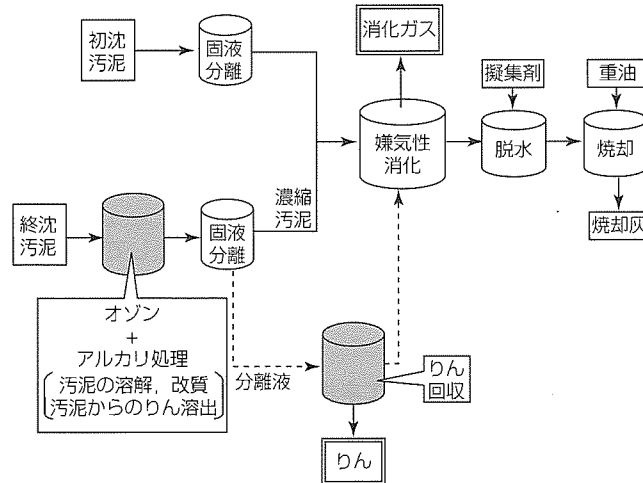 消化ガス
初沈
汚泥
固液
分離
擬集剤
重油
嫌気性
消化
脱水
焼却
焼却灰
濃縮
汚泥
終沈
汚泥
固液
分離
オゾン
+
アルカリ処理
汚泥の溶解，改質
汚泥からのりん溶出
分離液
りん
回収
りん